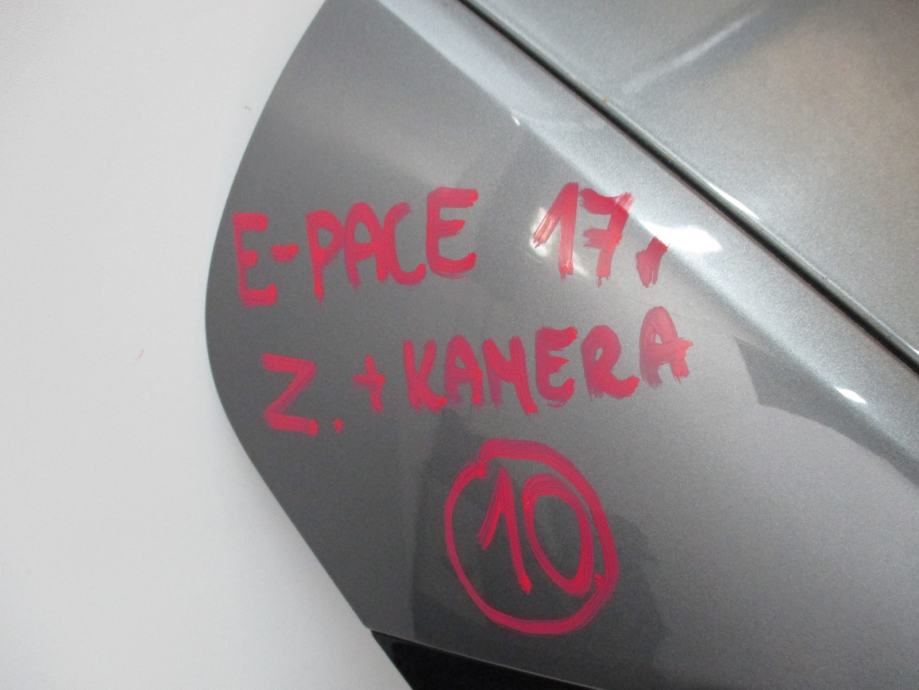 E-PACE 17,
Z. + KAMERA
10